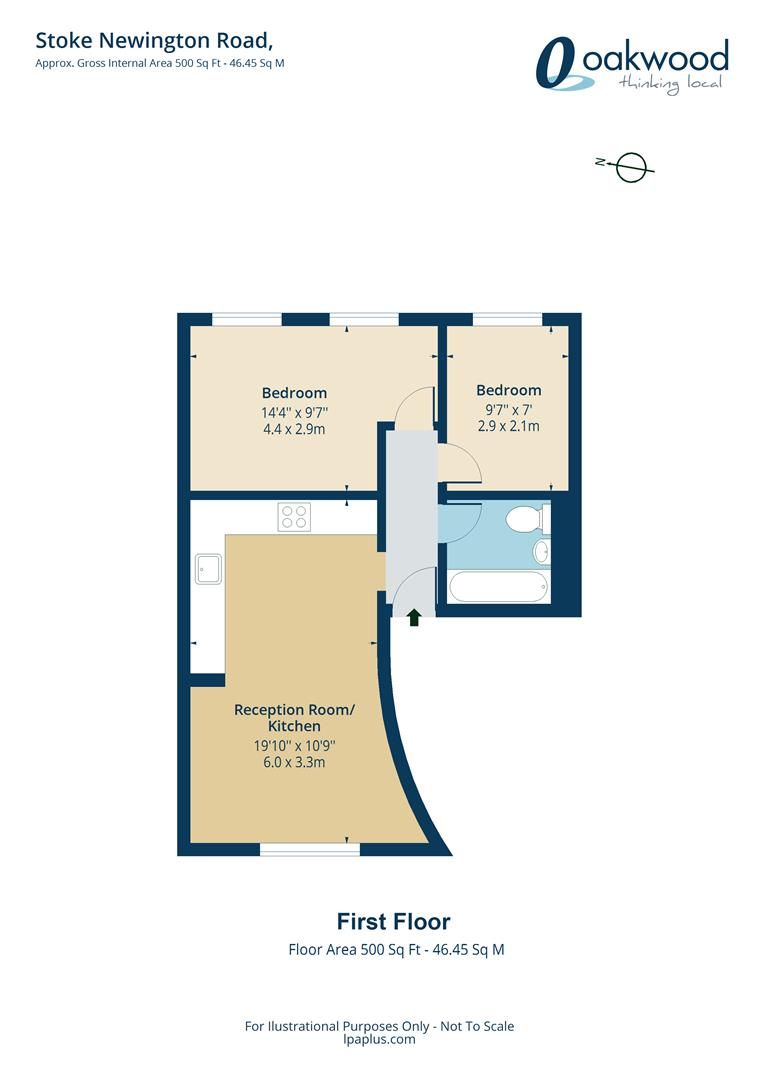 Stoke Newington Road,
Approx. Gross Internal Area 500 Sq Ft - 46.45 Sq M
oakwood
thinking local
N
Bedroom
14'4'' x 9'7''
4.4 x 2.9m
Bedroom
9'7'' x 7'
2.9 x 2.1m
Reception Room/
Kitchen
19'10'' x 10'9''
6.0 x 3.3m
First Floor
Floor Area 500 Sq Ft - 46.45 Sq M
For Ilustrational Purposes Only - Not To Scale
lpaplus.com